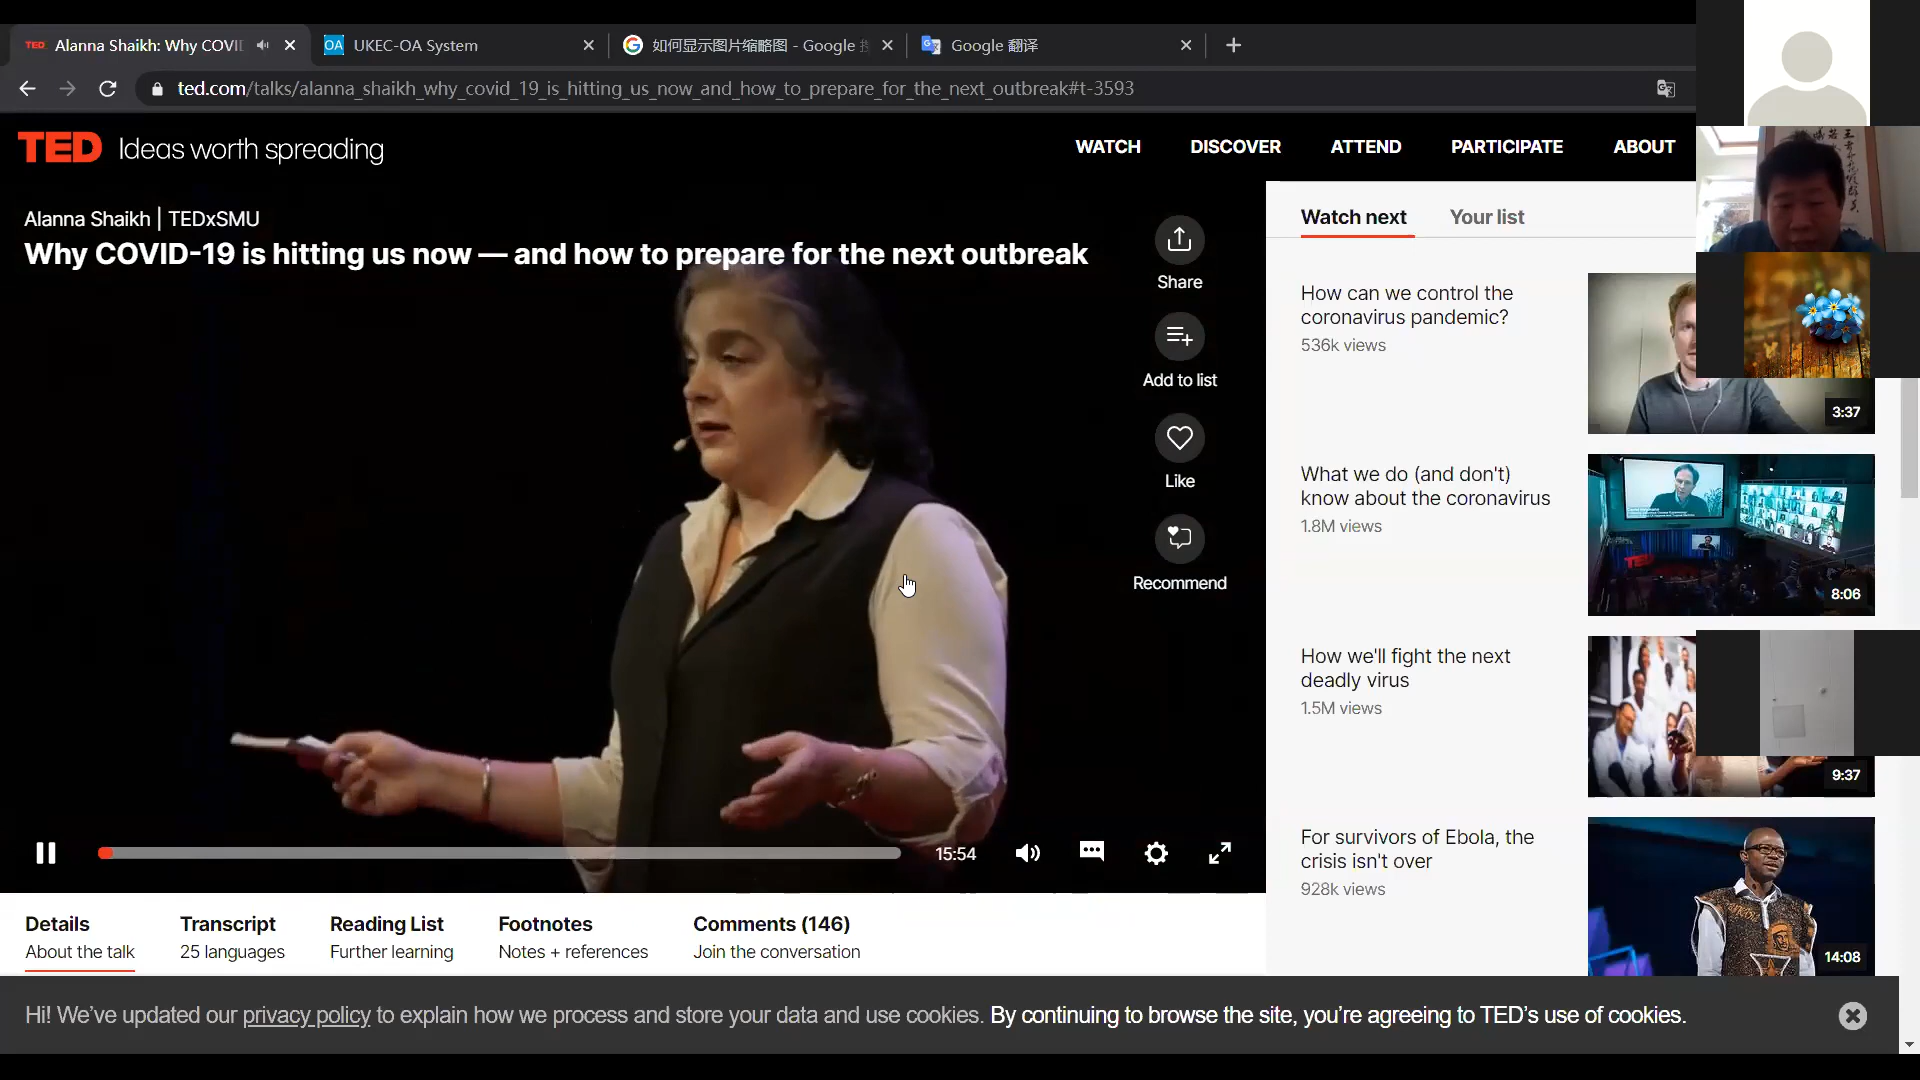 TED Alanna Shaikh: Why COVI
OA UKEC-OA System
如何显示图片缩略图 - Google
Google 翻译
ted.com/talks/alanna_shaikh_why_covid_19_is_hitting_us_now_and_how_to_prepare_for_the_next_outbreak#t-3593
TED Ideas worth spreading
WATCH DISCOVER ATTEND PARTICIPATE ABOUT
Alanna Shaikh | TEDxSMU
Why COVID-19 is hitting us now — and how to prepare for the next outbreak
Share
Add to list
Like
Recommend
15:54
Watch next Your list
How can we control the
coronavirus pandemic?
536k views
3:37
What we do (and don't)
know about the coronavirus
1.8M views
TED
8:06
How we'll fight the next
deadly virus
1.5M views
9:37
For survivors of Ebola, the
crisis isn't over
928k views
14:08
Details Transcript Reading List Footnotes Comments (146)
About the talk 25 languages Further learning Notes + references Join the conversation
Hi! We've updated our privacy policy to explain how we process and store your data and use cookies. By continuing to browse the site, you're agreeing to TED's use of cookies.